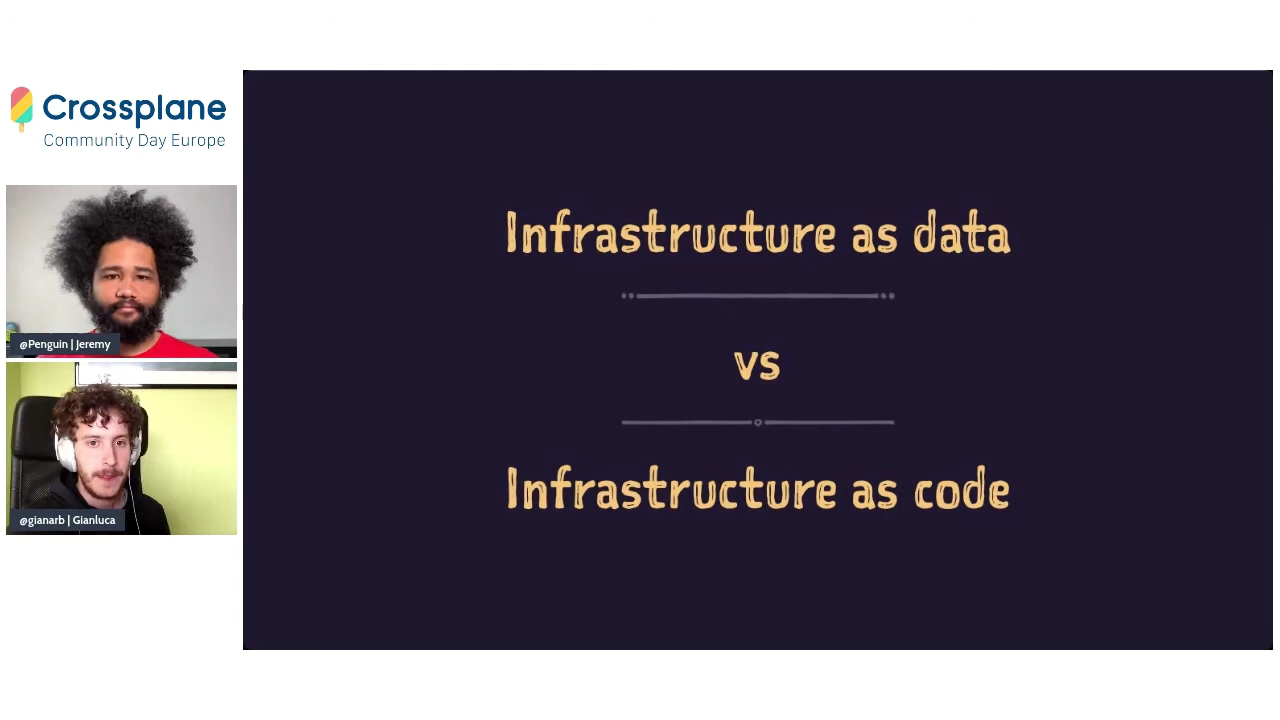 Crossplane
Community Day Europe
@Penguin | Jeremy
@gianarb | Gianluca
Infrastructure as data
vs
Infrastructure as code